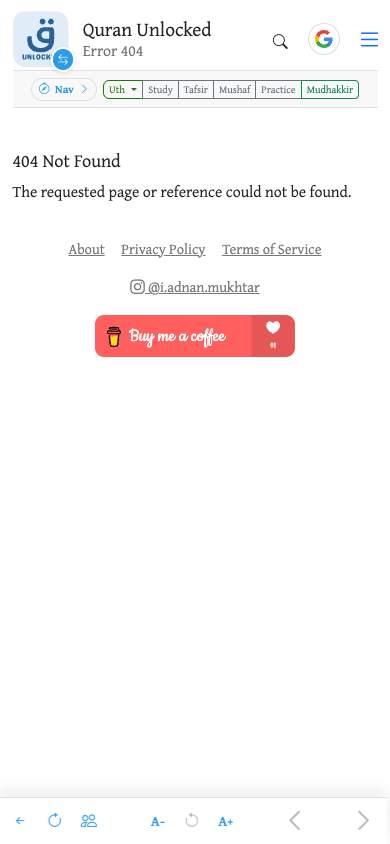 ق
UNLOCK
Quran Unlocked
Error 404
Nav
Uth
Study
Tafsir
Mushaf
Practice
Mudhakkir
404 Not Found
The requested page or reference could not be found.
About Privacy Policy Terms of Service
@i.adnan.mukhtar
Buy me a coffee
A-
A+